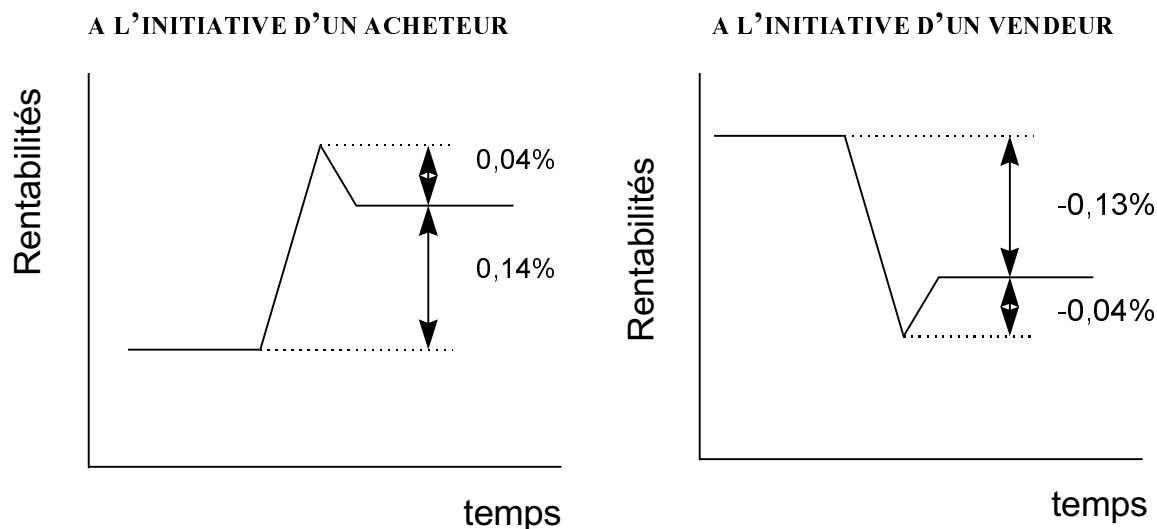 A L’INITIATIVE D’UN ACHETEUR
Rentabilités
0,04%
0,14%
temps
A L’INITIATIVE D’UN VENDEUR
Rentabilités
-0,13%
-0,04%
temps